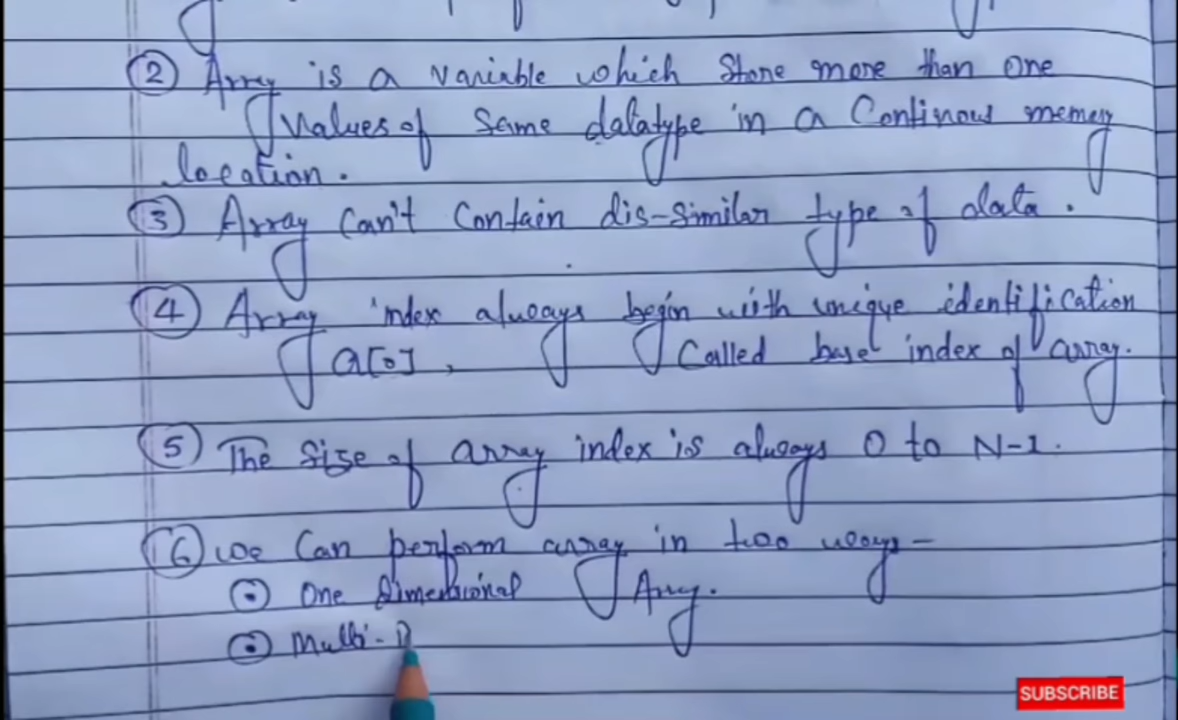 ② Array is a variable which store more than one
values of same datatype in a Continous memory
location.
③ Array can't contain dis-similar type of data.
④ Array index always begin with unique identification
a[0], Called base index of array.
⑤ The size of array index is always 0 to N-1.
⑥ we Can perform array in two ways-
⊙ One Dimensional Array.
⊙ Multi-D
SUBSCRIBE